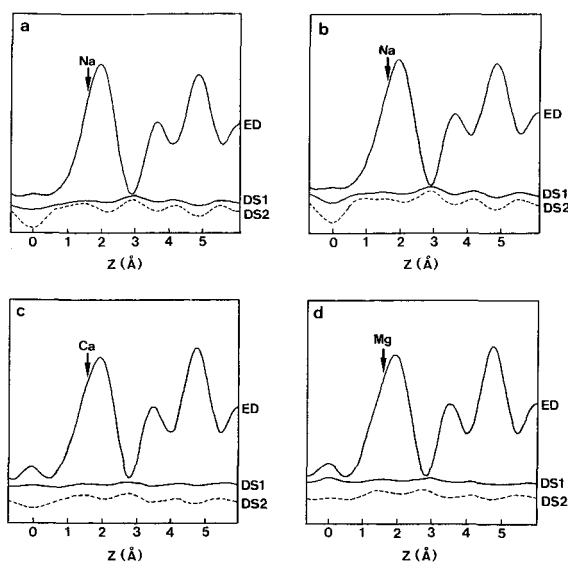 a
Na
ED
DS1
DS2
0 1 2 3 4 5
Z (Å)
b
Na
ED
DS1
DS2
0 1 2 3 4 5
Z (Å)
c
Ca
ED
DS1
DS2
0 1 2 3 4 5
Z (Å)
d
Mg
ED
DS1
DS2
0 1 2 3 4 5
Z (Å)